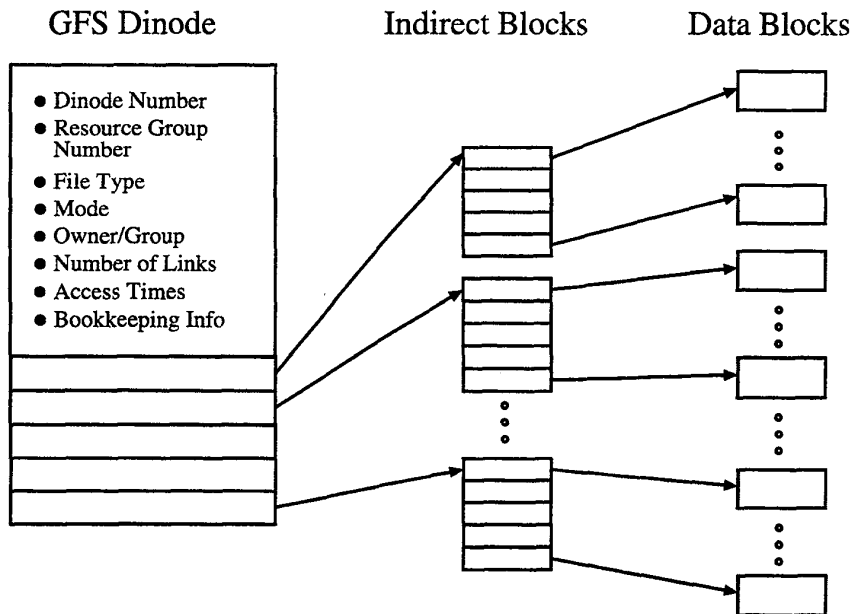 GFS Dinode
Indirect Blocks
Data Blocks
● Dinode Number
● Resource Group
Number
● File Type
● Mode
● Owner/Group
● Number of Links
● Access Times
● Bookkeeping Info